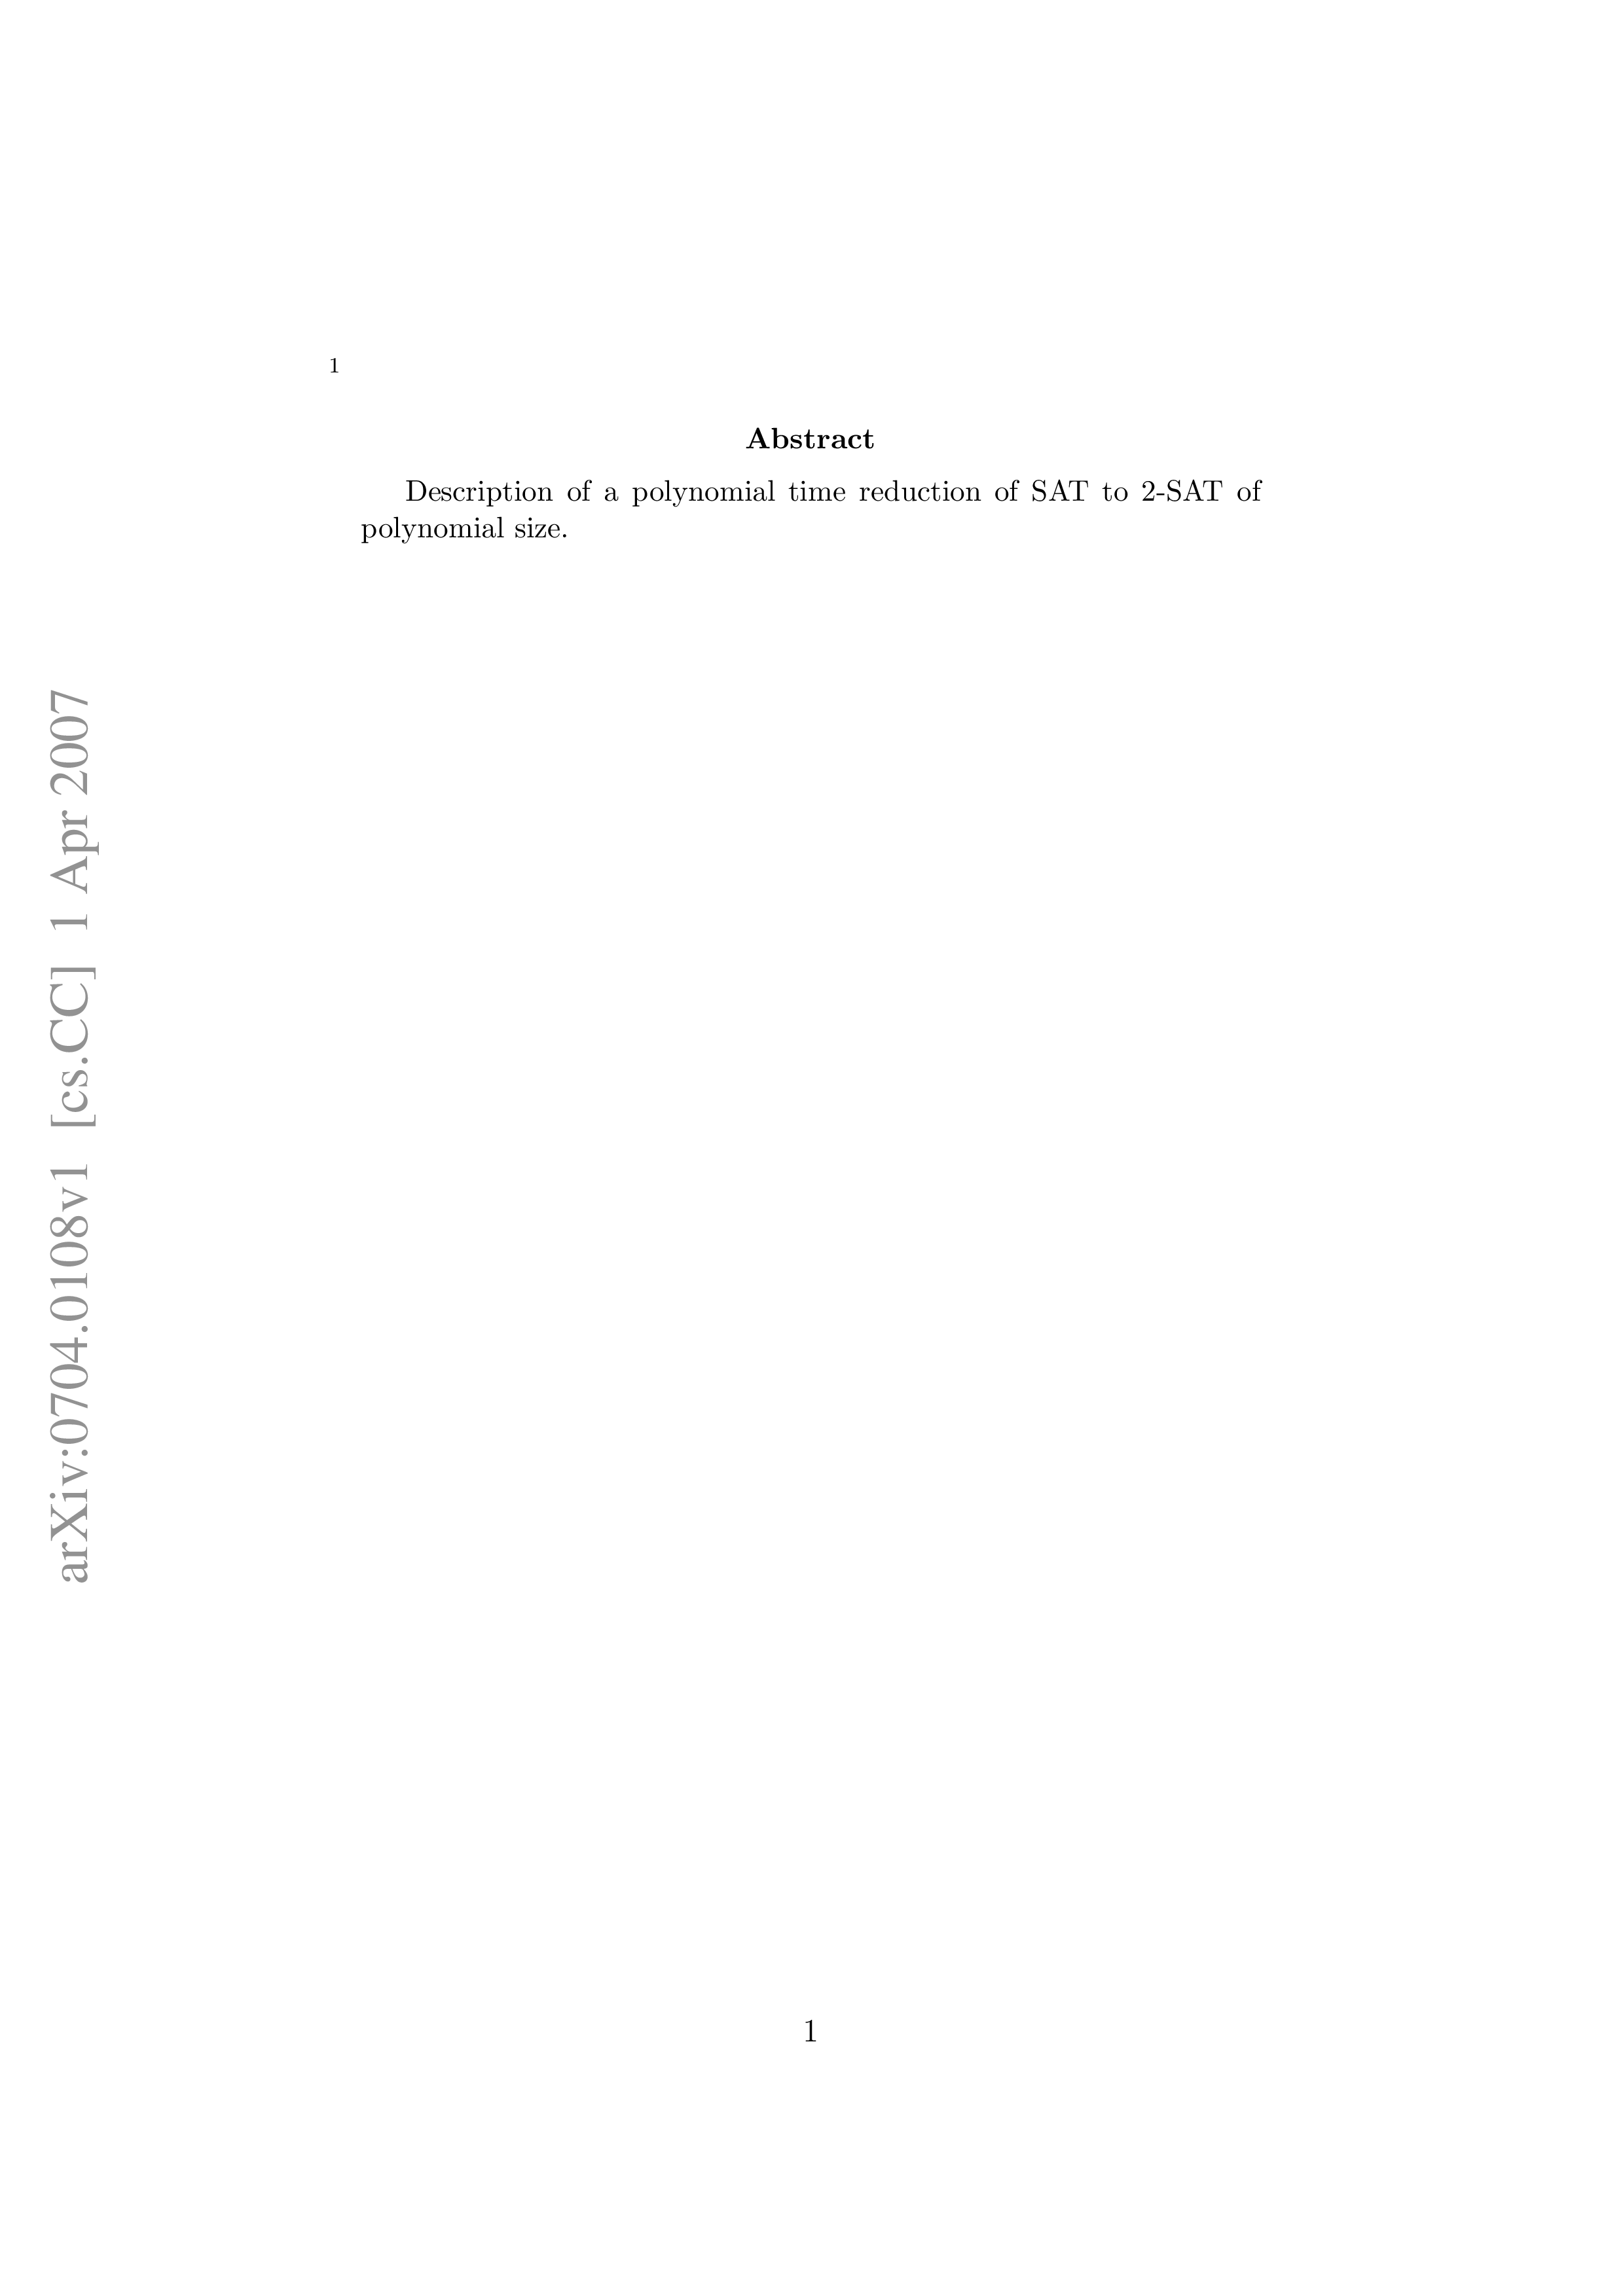 1
Abstract
Description of a polynomial time reduction of SAT to 2-SAT of
polynomial size.
arXiv:0704.0108v1 [cs.CC] 1 Apr 2007
1